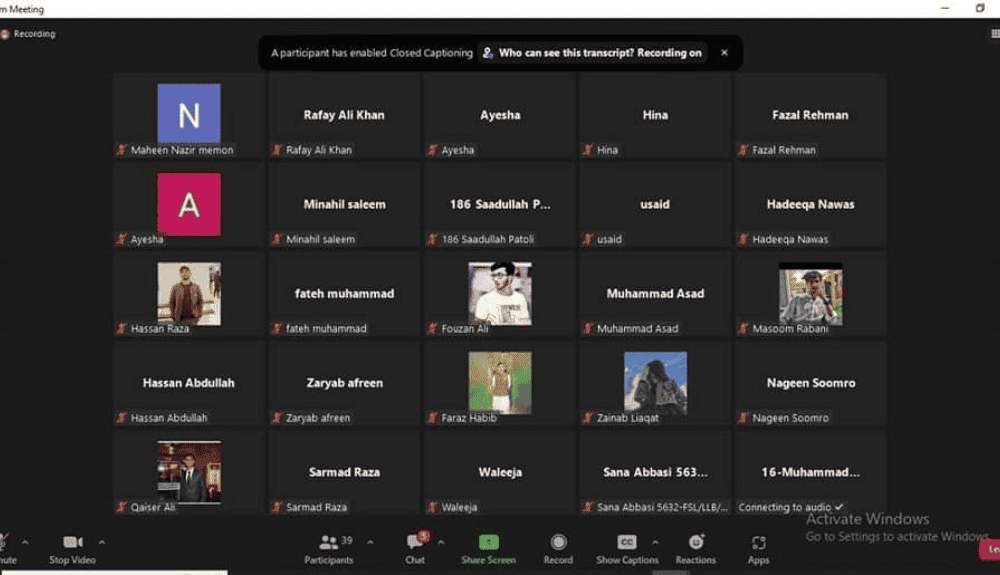 m Meeting
Recording
A participant has enabled Closed Captioning Who can see this transcript? Recording on
N
Rafay Ali Khan
Ayesha
Hina
Fazal Rehman
Maheen Nazir memon
Rafay Ali Khan
Ayesha
Hina
Fazal Rehman
A
Minahil saleem
186 Saadullah P...
usaid
Hadeeqa Nawas
Ayesha
Minahil saleem
186 Saadullah Patoli
usaid
Hadeeqa Nawas
fateh muhammad
Muhammad Asad
Hassan Raza
fateh muhammad
Fouzan Ali
Muhammad Asad
Masoom Rabani
Hassan Abdullah
Zaryab afreen
Nageen Soomro
Hassan Abdullah
Zaryab afreen
Faraz Habib
Zainab Liaqat
Nageen Soomro
Sarmad Raza
Waleeja
Sana Abbasi 563...
16-Muhammad...
Qaiser Ali
Sarmad Raza
Waleeja
Sana Abbasi 5632-FSL/LLB/...
Connecting to audio
Activate Windows
Go to Settings to activate Windows.
39
3
CC
nute
Stop Video
Participants
Chat
Share Screen
Record
Show Captions
Reactions
Apps
Le